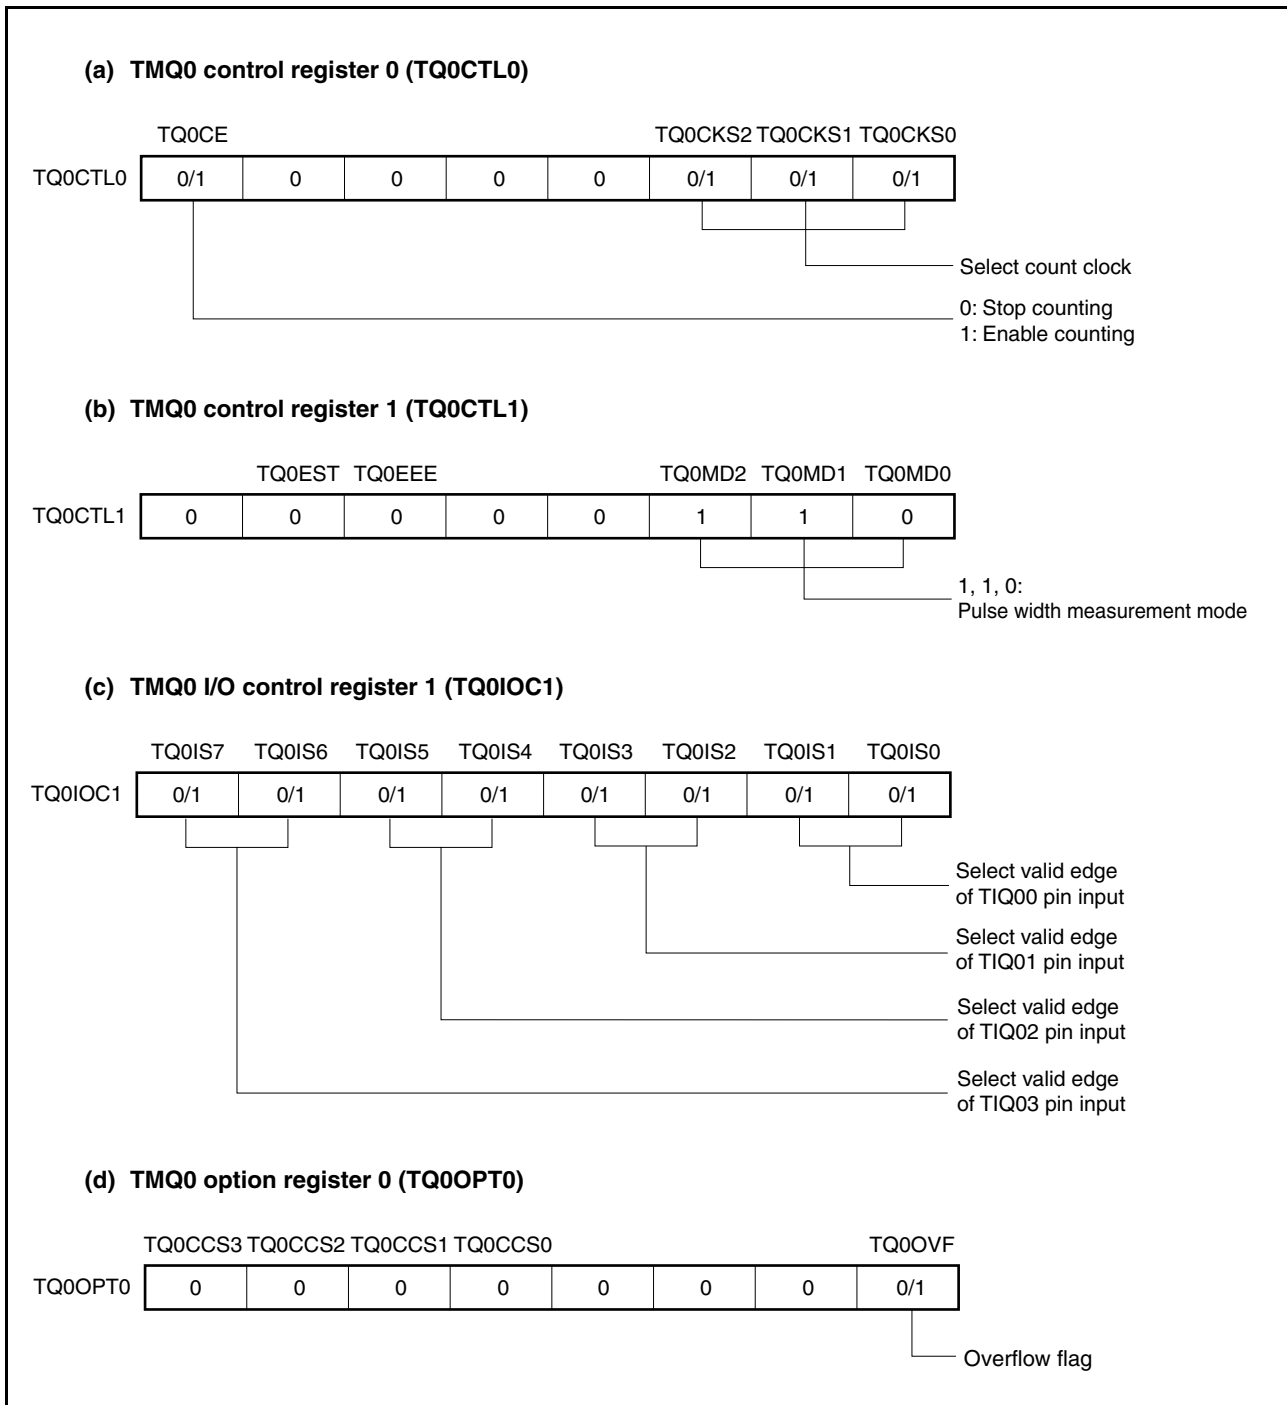 (a) TMQ0 control register 0 (TQ0CTL0)
TQ0CE TQ0CKS2 TQ0CKS1 TQ0CKS0
TQ0CTL0 0/1 0 0 0 0 0/1 0/1 0/1
Select count clock
0: Stop counting
1: Enable counting
(b) TMQ0 control register 1 (TQ0CTL1)
TQ0EST TQ0EEE TQ0MD2 TQ0MD1 TQ0MD0
TQ0CTL1 0 0 0 0 0 1 1 0
1, 1, 0:
Pulse width measurement mode
(c) TMQ0 I/O control register 1 (TQ0IOC1)
TQ0IS7 TQ0IS6 TQ0IS5 TQ0IS4 TQ0IS3 TQ0IS2 TQ0IS1 TQ0IS0
TQ0IOC1 0/1 0/1 0/1 0/1 0/1 0/1 0/1 0/1
Select valid edge
of TIQ00 pin input
Select valid edge
of TIQ01 pin input
Select valid edge
of TIQ02 pin input
Select valid edge
of TIQ03 pin input
(d) TMQ0 option register 0 (TQ0OPT0)
TQ0CCS3 TQ0CCS2 TQ0CCS1 TQ0CCS0 TQ0OVF
TQ0OPT0 0 0 0 0 0 0 0 0/1
Overflow flag